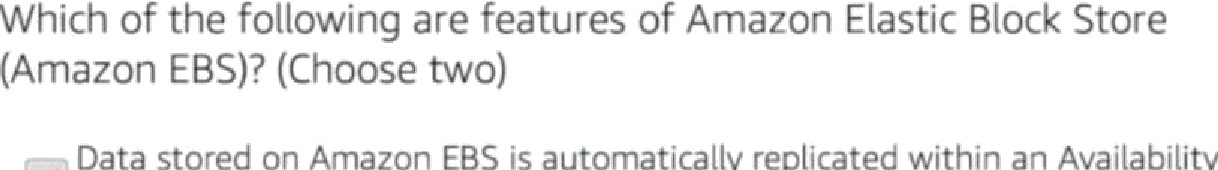 Which of the following are features of Amazon Elastic Block Store
(Amazon EBS)? (Choose two)
Data stored on Amazon EBS is automatically replicated within an Availability